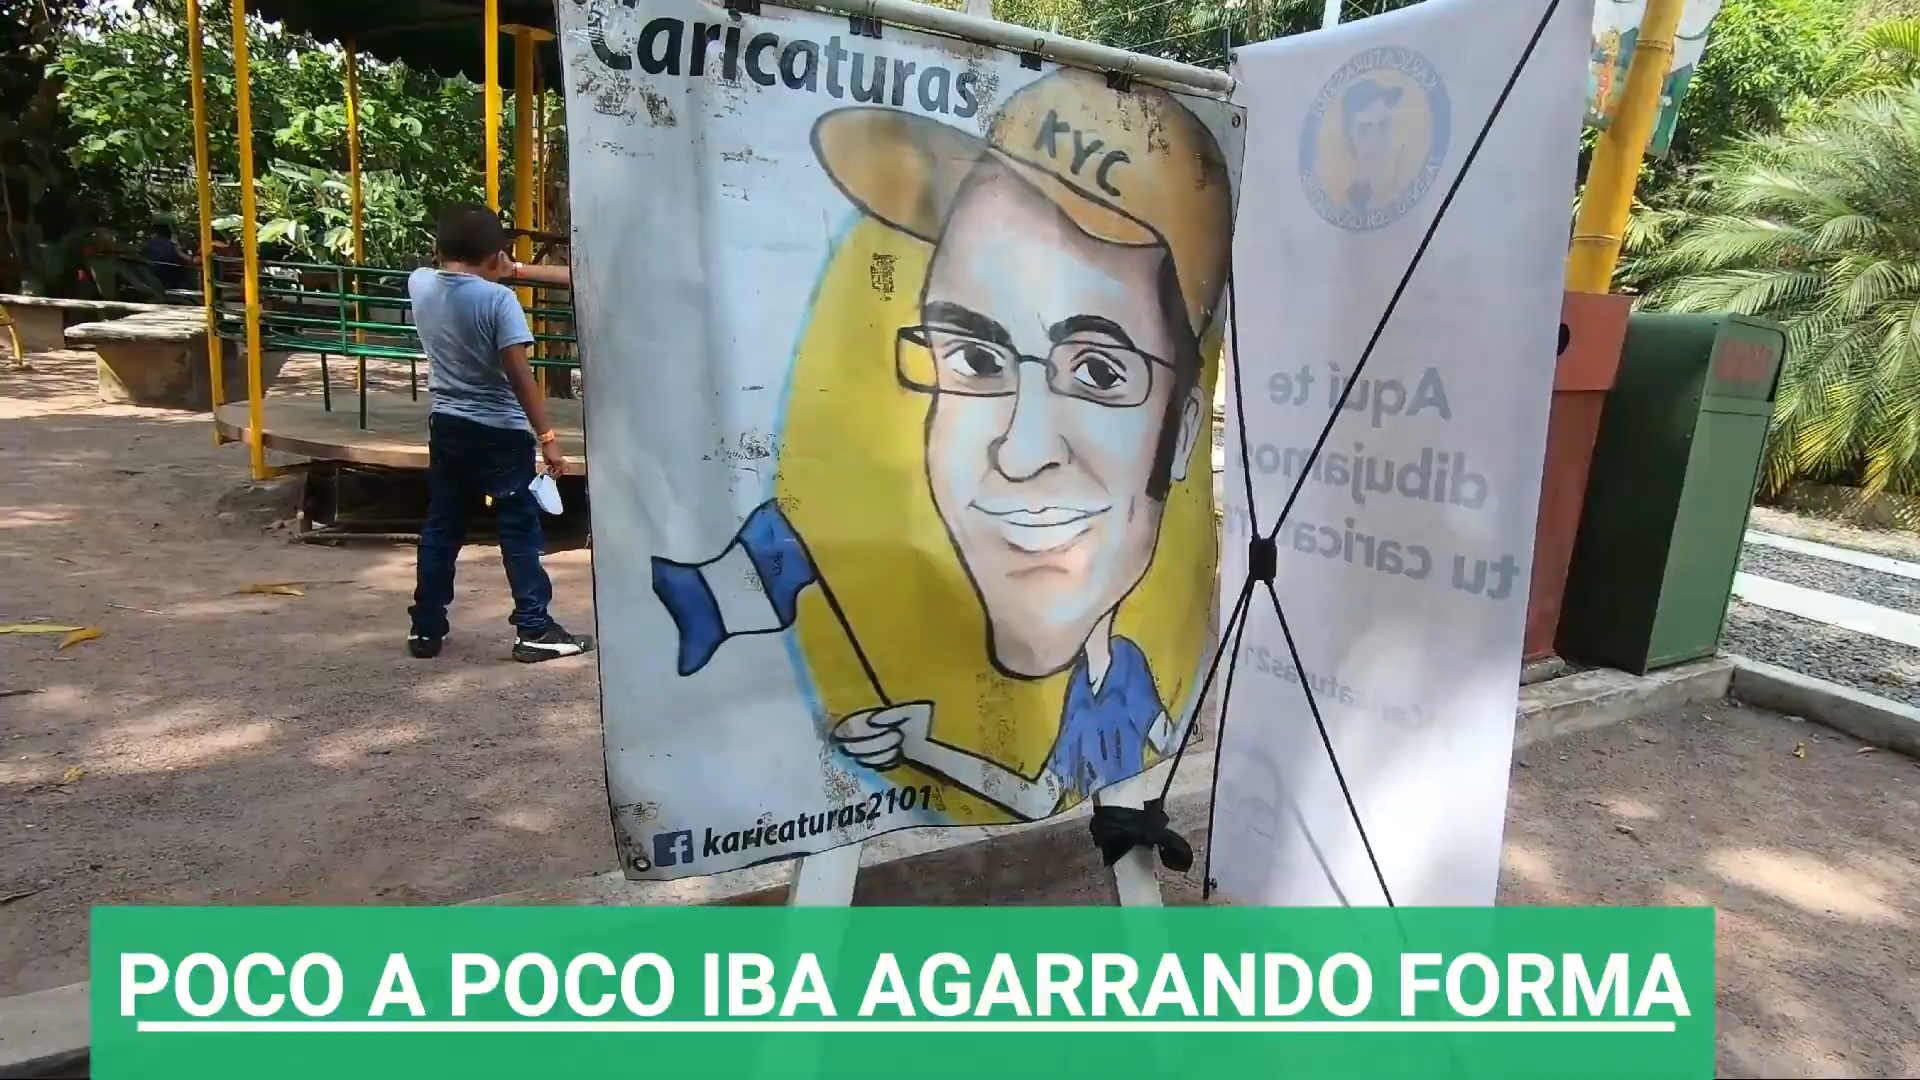 Caricaturas
KYC
Aquí te
dibujamos
tu caricatura
karicaturas2101
POCO A POCO IBA AGARRANDO FORMA